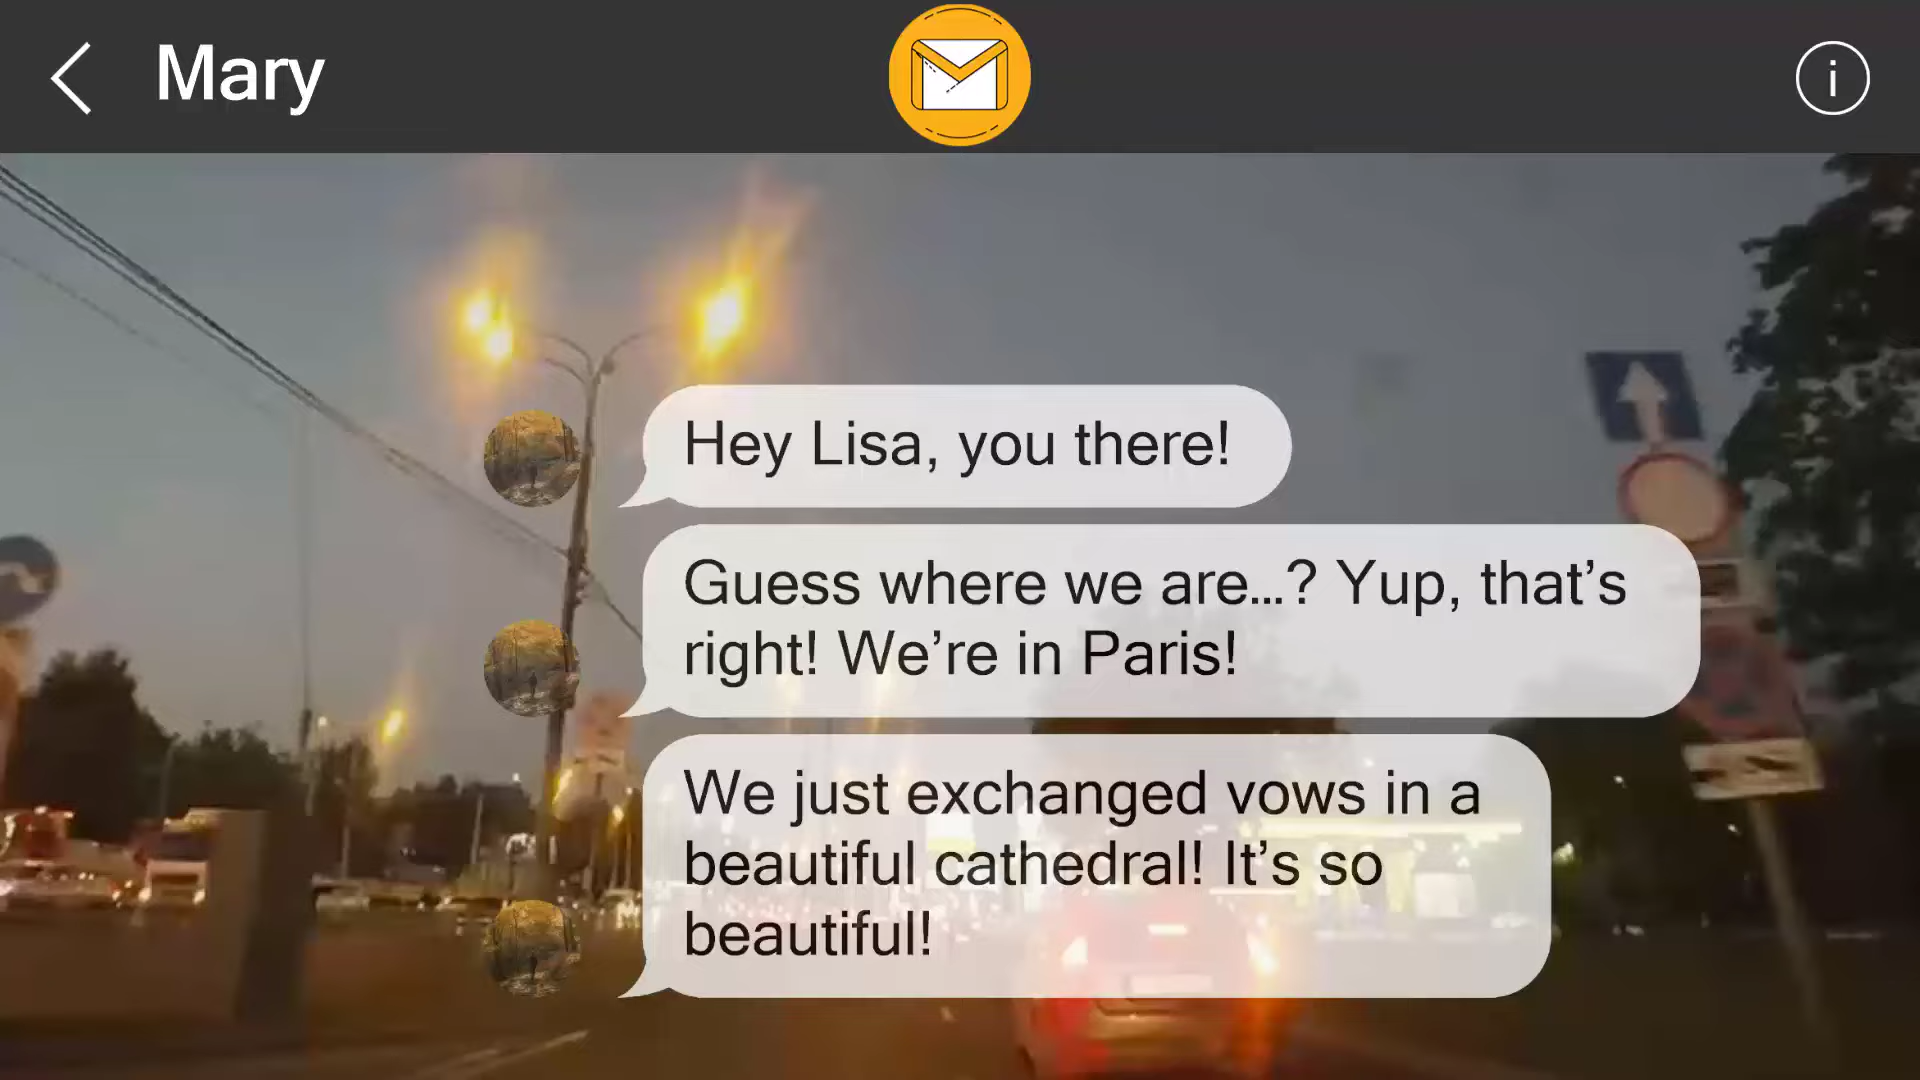 Mary
i
Hey Lisa, you there!
Guess where we are...? Yup, that’s
right! We’re in Paris!
We just exchanged vows in a
beautiful cathedral! It’s so
beautiful!